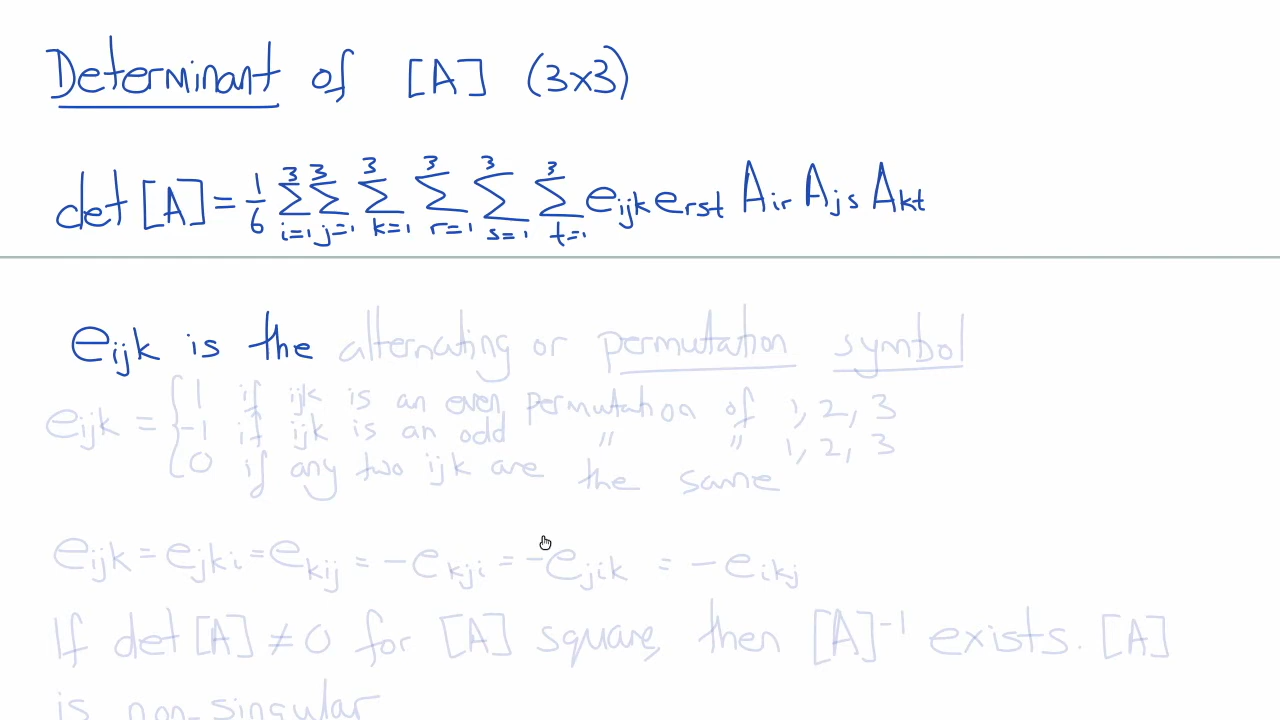 Determinant of [A] (3x3)
det [A] = 1/6 ∑_{i=1}^{3} ∑_{j=1}^{3} ∑_{k=1}^{3} ∑_{r=1}^{3} ∑_{s=1}^{3} ∑_{t=1}^{3} e_{ijk} e_{rst} A_{ir} A_{js} A_{kt}
e_{ijk} is the alternating or permutation symbol
e_{ijk} = { 1 if ijk is an even permutation of 1, 2, 3
-1 if ijk is an odd " " 1, 2, 3
0 if any two ijk are the same
e_{ijk} = e_{jki} = e_{kij} = -e_{kji} = -e_{jik} = -e_{ikj}
If det [A] ≠ 0 for [A] square, then [A]^{-1} exists. [A]
is non-singular